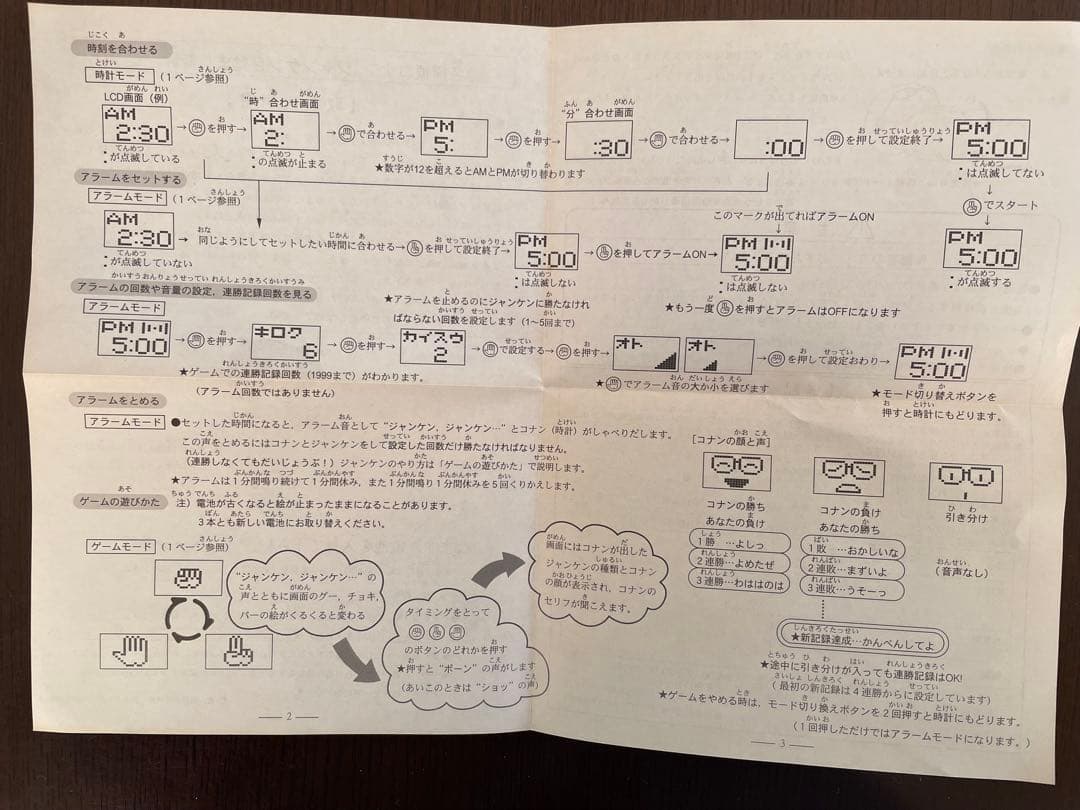 時刻を合わせる
時計モード (1ページ参照)
LCD画面(例)
AM 2:30
:が点滅している
→を押す→
“時”合わせ画面
AM 2:
:の点滅が止まる
→で合わせる→
PM 5:
★数字が12を超えるとAMとPMが切り替わります
→を押す→
“分”合わせ画面
:30
→で合わせる→
:00
→を押して設定終了→
PM 5:00
:は点滅してない
↓
でスタート
↓
PM 5:00
:が点滅する
アラームをセットする
アラームモード (1ページ参照)
AM 2:30
:が点滅していない
→同じようにしてセットしたい時間に合わせる→を押して設定終了→
PM 5:00
:は点滅しない
→を押してアラームON→
このマークが出てればアラームON
PM 5:00
:は点滅しない
★もう一度を押すとアラームはOFFになります
アラームの回数や音量の設定，連勝記録回数を見る
アラームモード
★アラームを止めるのにジャンケンに勝たなけれ
ばならない回数を設定します(1〜5回まで)
PM 5:00
→を押す→
キロク 6
→を押す→
カイスウ 2
→で設定する→を押す→
オト
オト
→を押して設定おわり→
PM 5:00
★ゲームでの連勝記録回数(1999まで)がわかります。
(アラーム回数ではありません)
★でアラーム音の大か小を選びます
★モード切り替えボタンを
押すと時計にもどります。
アラームをとめる
アラームモード ●セットした時間になると，アラーム音として“ジャンケン，ジャンケン…”とコナン(時計)がしゃべりだします。
この声をとめるにはコナンとジャンケンをして設定した回数だけ勝たなければなりません。
(連勝しなくてもだいじょうぶ！)ジャンケンのやり方は「ゲームの遊びかた」で説明します。
★アラームは1分間鳴り続けて1分間休み，また1分間鳴り1分間休みを5回くりかえします。
ゲームの遊びかた
注) 電池が古くなると絵が止まったままになることがあります。
3本とも新しい電池にお取り替えください。
ゲームモード (1ページ参照)
“ジャンケン，ジャンケン…”の
声とともに画面のグー，チョキ，
パーの絵がくるくると変わる
タイミングをとって
のボタンのどれかを押す
★押すと“ポーン”の声がします
(あいこのときは“ショッ”の声)
画面にはコナンが出した
ジャンケンの種類とコナン
の顔が表示され，コナンの
セリフが聞こえます。
― 2 ―
[コナンの顔と声]
コナンの勝ち
あなたの負け
1勝 …よしっ
2連勝…よめたぜ
3連勝…わははのは
コナンの負け
あなたの勝ち
1敗 …おかしいな
2連敗…まずいよ
3連敗…うそーっ
★新記録達成…かんべんしてよ
引き分け
(音声なし)
★途中に引き分けが入っても連勝記録はOK!
(最初の新記録は4連勝からに設定しています)
★ゲームをやめる時は，モード切り換えボタンを2回押すと時計にもどります。
(1回押しただけではアラームモードになります。)
― 3 ―